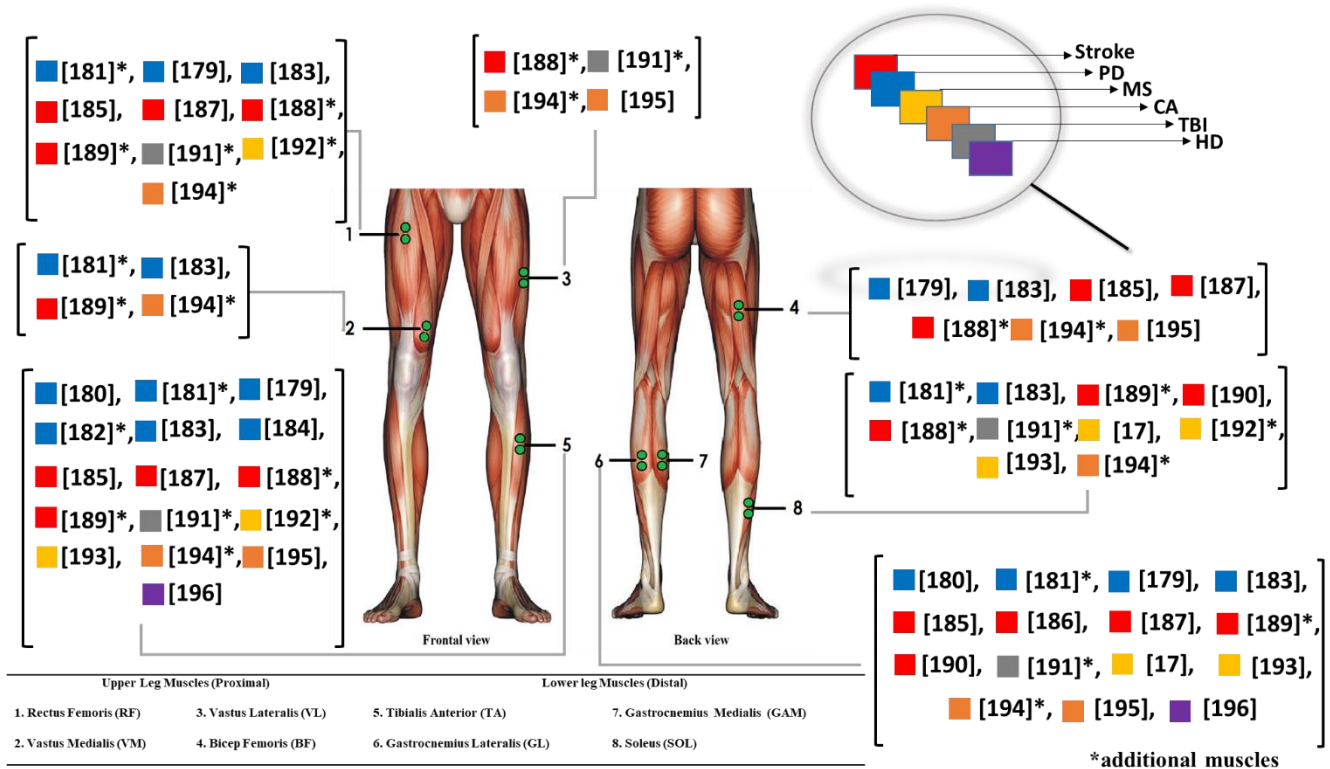 [181]*, [179], [183],
[185], [187], [188]*,
[189]*, [191]*, [192]*,
[194]*
[188]*, [191]*,
[194]*, [195]
Stroke
PD
MS
CA
TBI
HD
[181]*, [183],
[189]*, [194]*
1
2
3
4
5
6
7
8
[179], [183], [185], [187],
[188]* [194]*, [195]
[180], [181]*, [179],
[182]*, [183], [184],
[185], [187], [188]*,
[189]*, [191]*, [192]*,
[193], [194]*, [195],
[196]
[181]*, [183], [189]*, [190],
[188]*, [191]*, [17], [192]*,
[193], [194]*
Frontal view
Back view
[180], [181]*, [179], [183],
[185], [186], [187], [189]*,
[190], [191]*, [17], [193],
[194]*, [195], [196]
*additional muscles
Upper Leg Muscles (Proximal) Lower leg Muscles (Distal)
1. Rectus Femoris (RF) 3. Vastus Lateralis (VL) 5. Tibialis Anterior (TA) 7. Gastrocnemius Medialis (GAM)
2. Vastus Medialis (VM) 4. Bicep Femoris (BF) 6. Gastrocnemius Lateralis (GL) 8. Soleus (SOL)